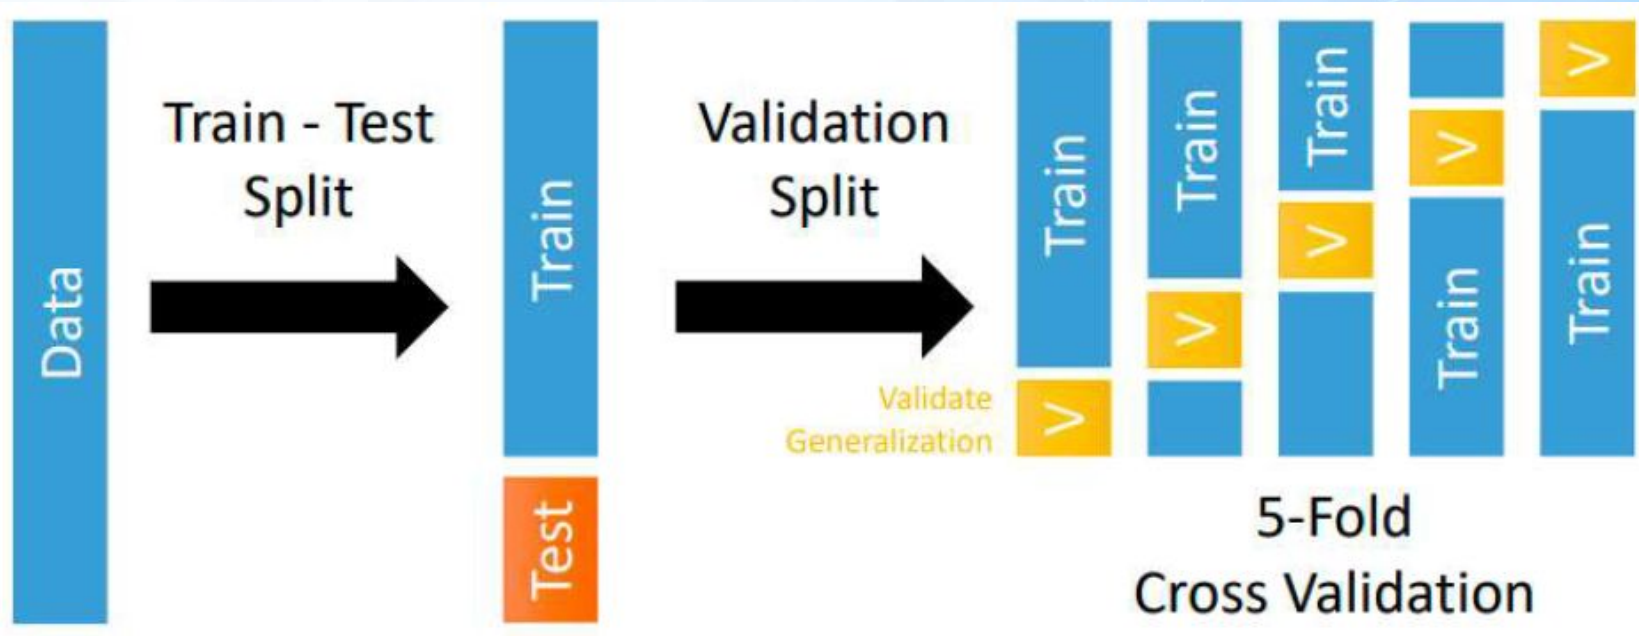 Data
Train - Test
Split
Train
Test
Validation
Split
Validate
Generalization
Train
V
Train
V
Train
V
V
Train
V
Train
5-Fold
Cross Validation